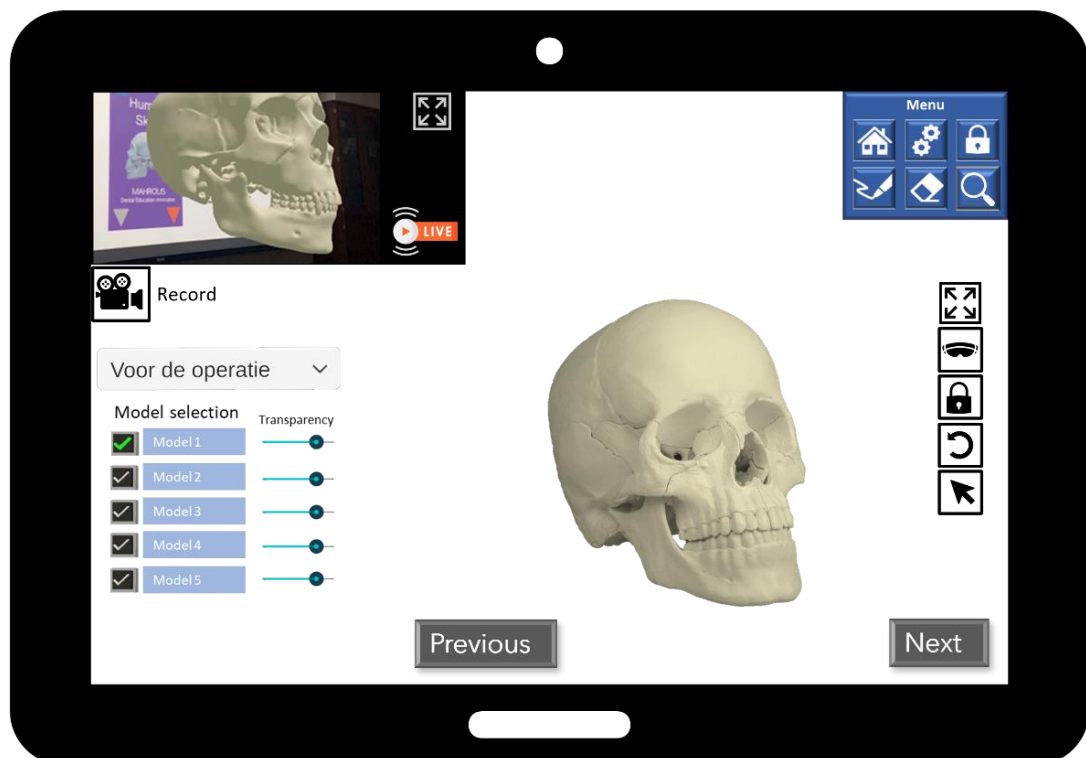 Hum
Sk
MAHROUS
Dental Education Innovation
LIVE
Menu
Record
Voor de operatie
Model selection
Transparency
Model 1
Model 2
Model 3
Model 4
Model 5
Previous
Next